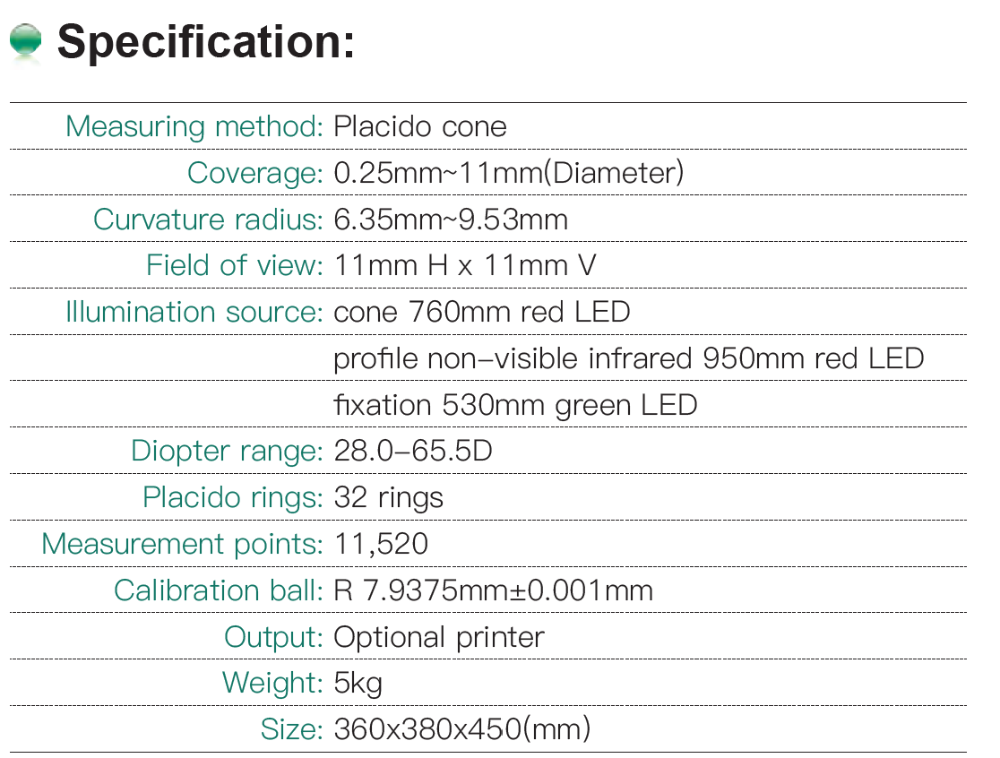 Specification:
Measuring method: Placido cone
Coverage: 0.25mm~11mm(Diameter)
Curvature radius: 6.35mm~9.53mm
Field of view: 11mm H x 11mm V
Illumination source: cone 760mm red LED
profile non–visible infrared 950mm red LED
fixation 530mm green LED
Diopter range: 28.0–65.5D
Placido rings: 32 rings
Measurement points: 11,520
Calibration ball: R 7.9375mm±0.001mm
Output: Optional printer
Weight: 5kg
Size: 360x380x450(mm)